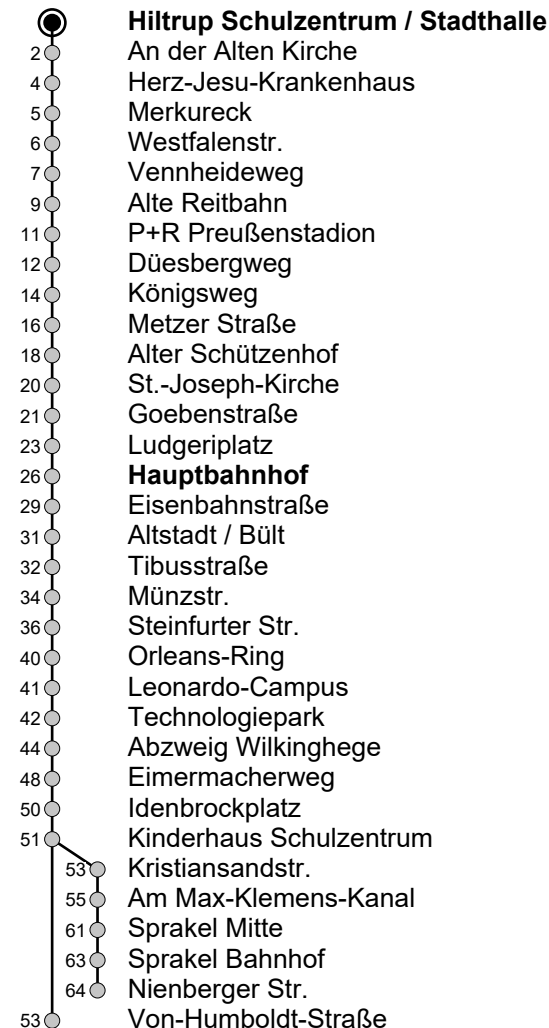 Hiltrup Schulzentrum / Stadthalle
2 An der Alten Kirche
4 Herz-Jesu-Krankenhaus
5 Merkureck
6 Westfalenstr.
7 Vennheideweg
9 Alte Reitbahn
11 P+R Preußenstadion
12 Düesbergweg
14 Königsweg
16 Metzer Straße
18 Alter Schützenhof
20 St.-Joseph-Kirche
21 Goebenstraße
23 Ludgeriplatz
26 Hauptbahnhof
29 Eisenbahnstraße
31 Altstadt / Bült
32 Tibusstraße
34 Münzstr.
36 Steinfurter Str.
40 Orleans-Ring
41 Leonardo-Campus
42 Technologiepark
44 Abzweig Wilkinghege
48 Eimermacherweg
50 Idenbrockplatz
51 Kinderhaus Schulzentrum
53 Kristiansandstr.
55 Am Max-Klemens-Kanal
61 Sprakel Mitte
63 Sprakel Bahnhof
64 Nienberger Str.
53 Von-Humboldt-Straße